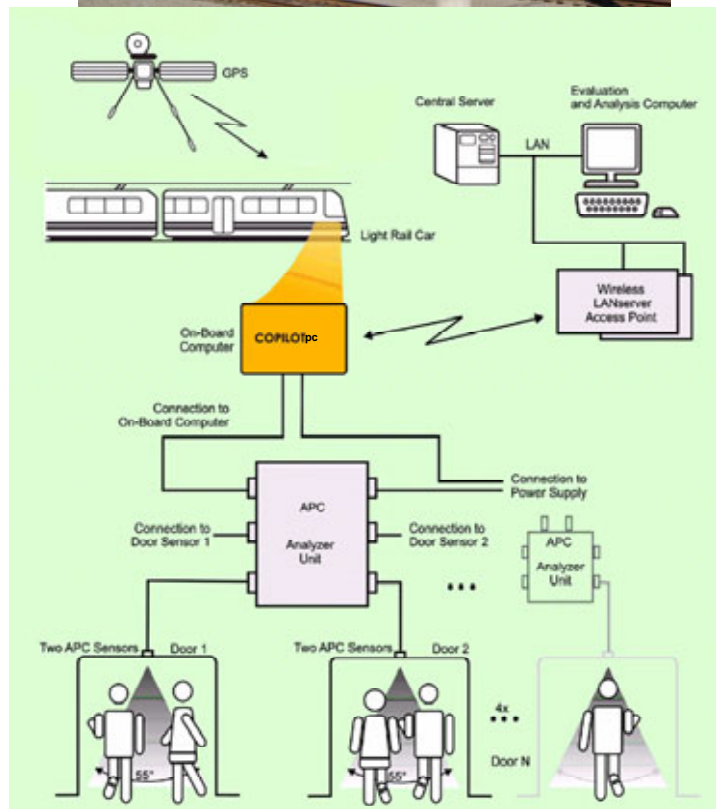 GPS
Central Server
Evaluation
and Analysis Computer
LAN
Light Rail Car
Wireless
LANserver
Access Point
On-Board
Computer
COPILOTpc
Connection to
On-Board Computer
Connection to
Power Supply
APC
Analyzer
Unit
Connection to
Door Sensor 1
Connection to
Door Sensor 2
APC
Analyzer
Unit
Two APC Sensors
Door 1
Two APC Sensors
Door 2
4x
Door N
55°
55°